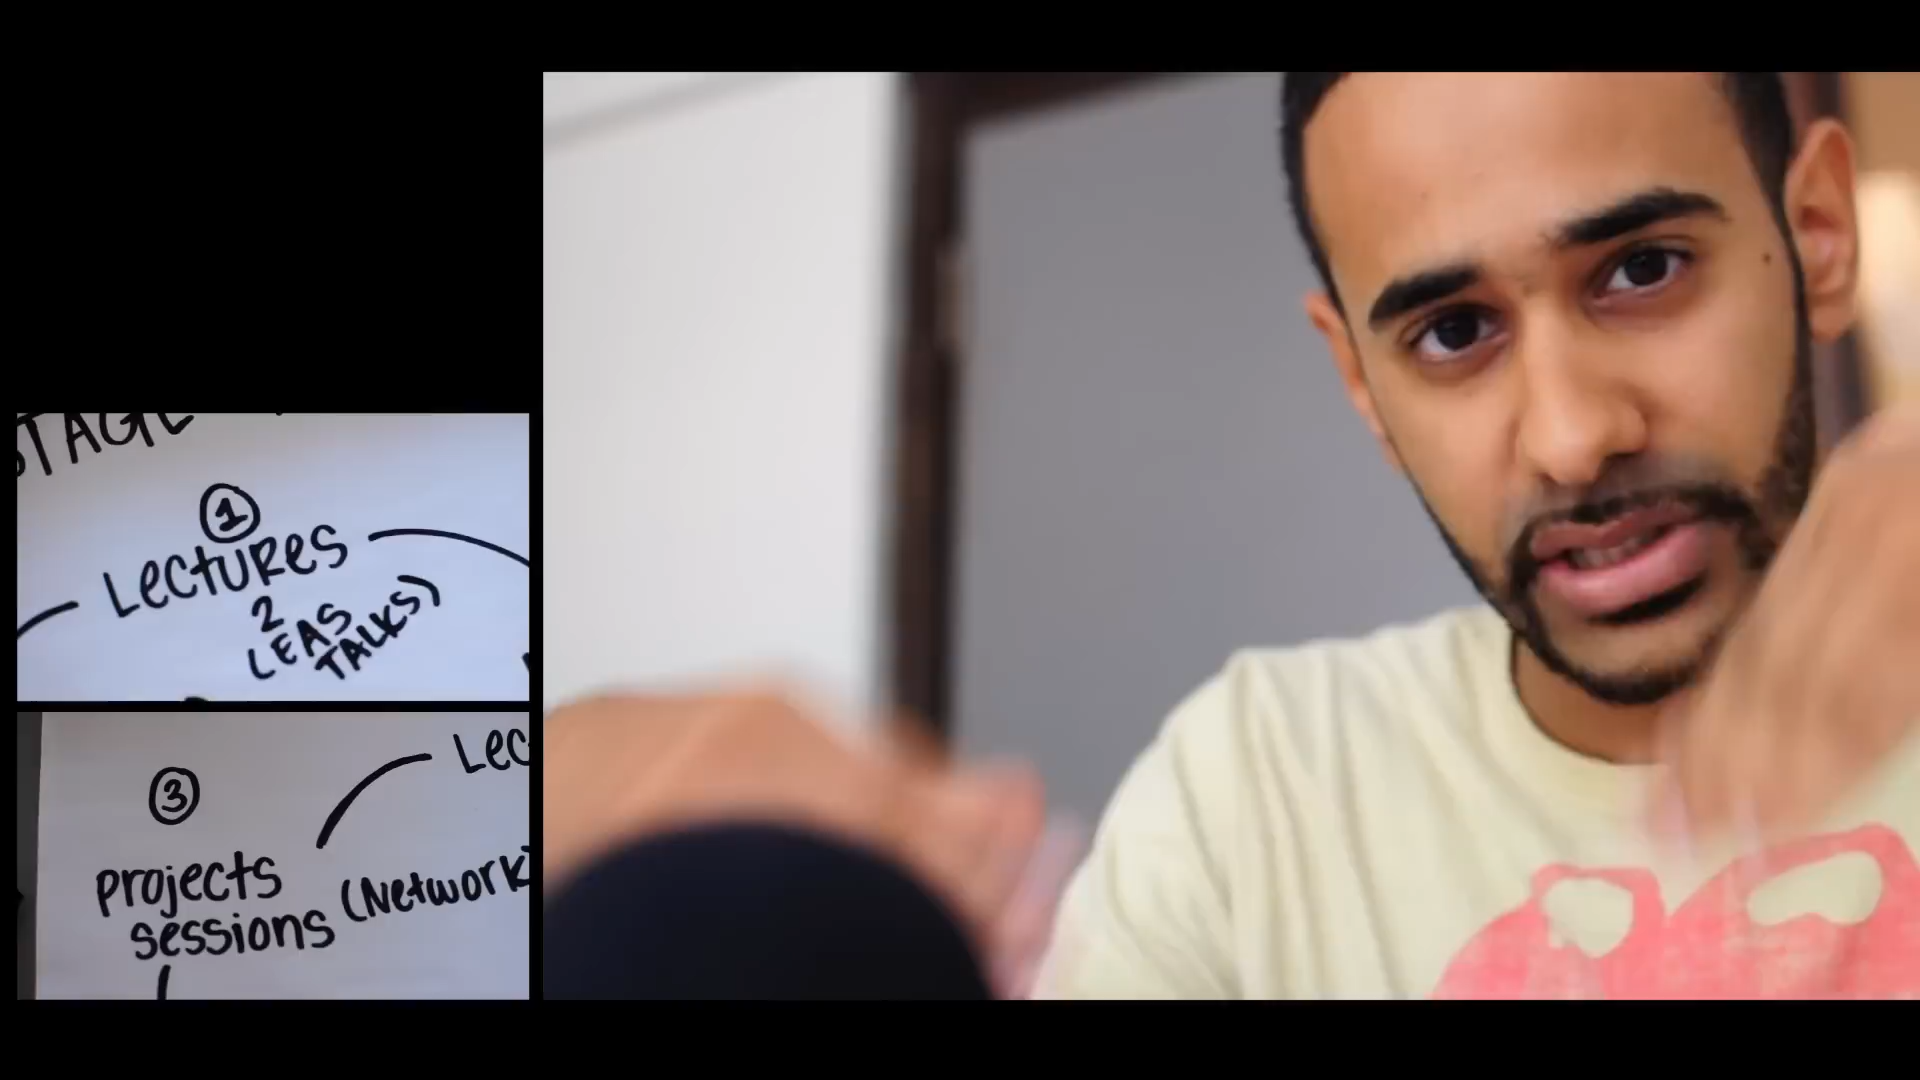 STAGE
1
Lectures
2
LEAS
TALKS)
3
Lec
projects
(Network)
sessions